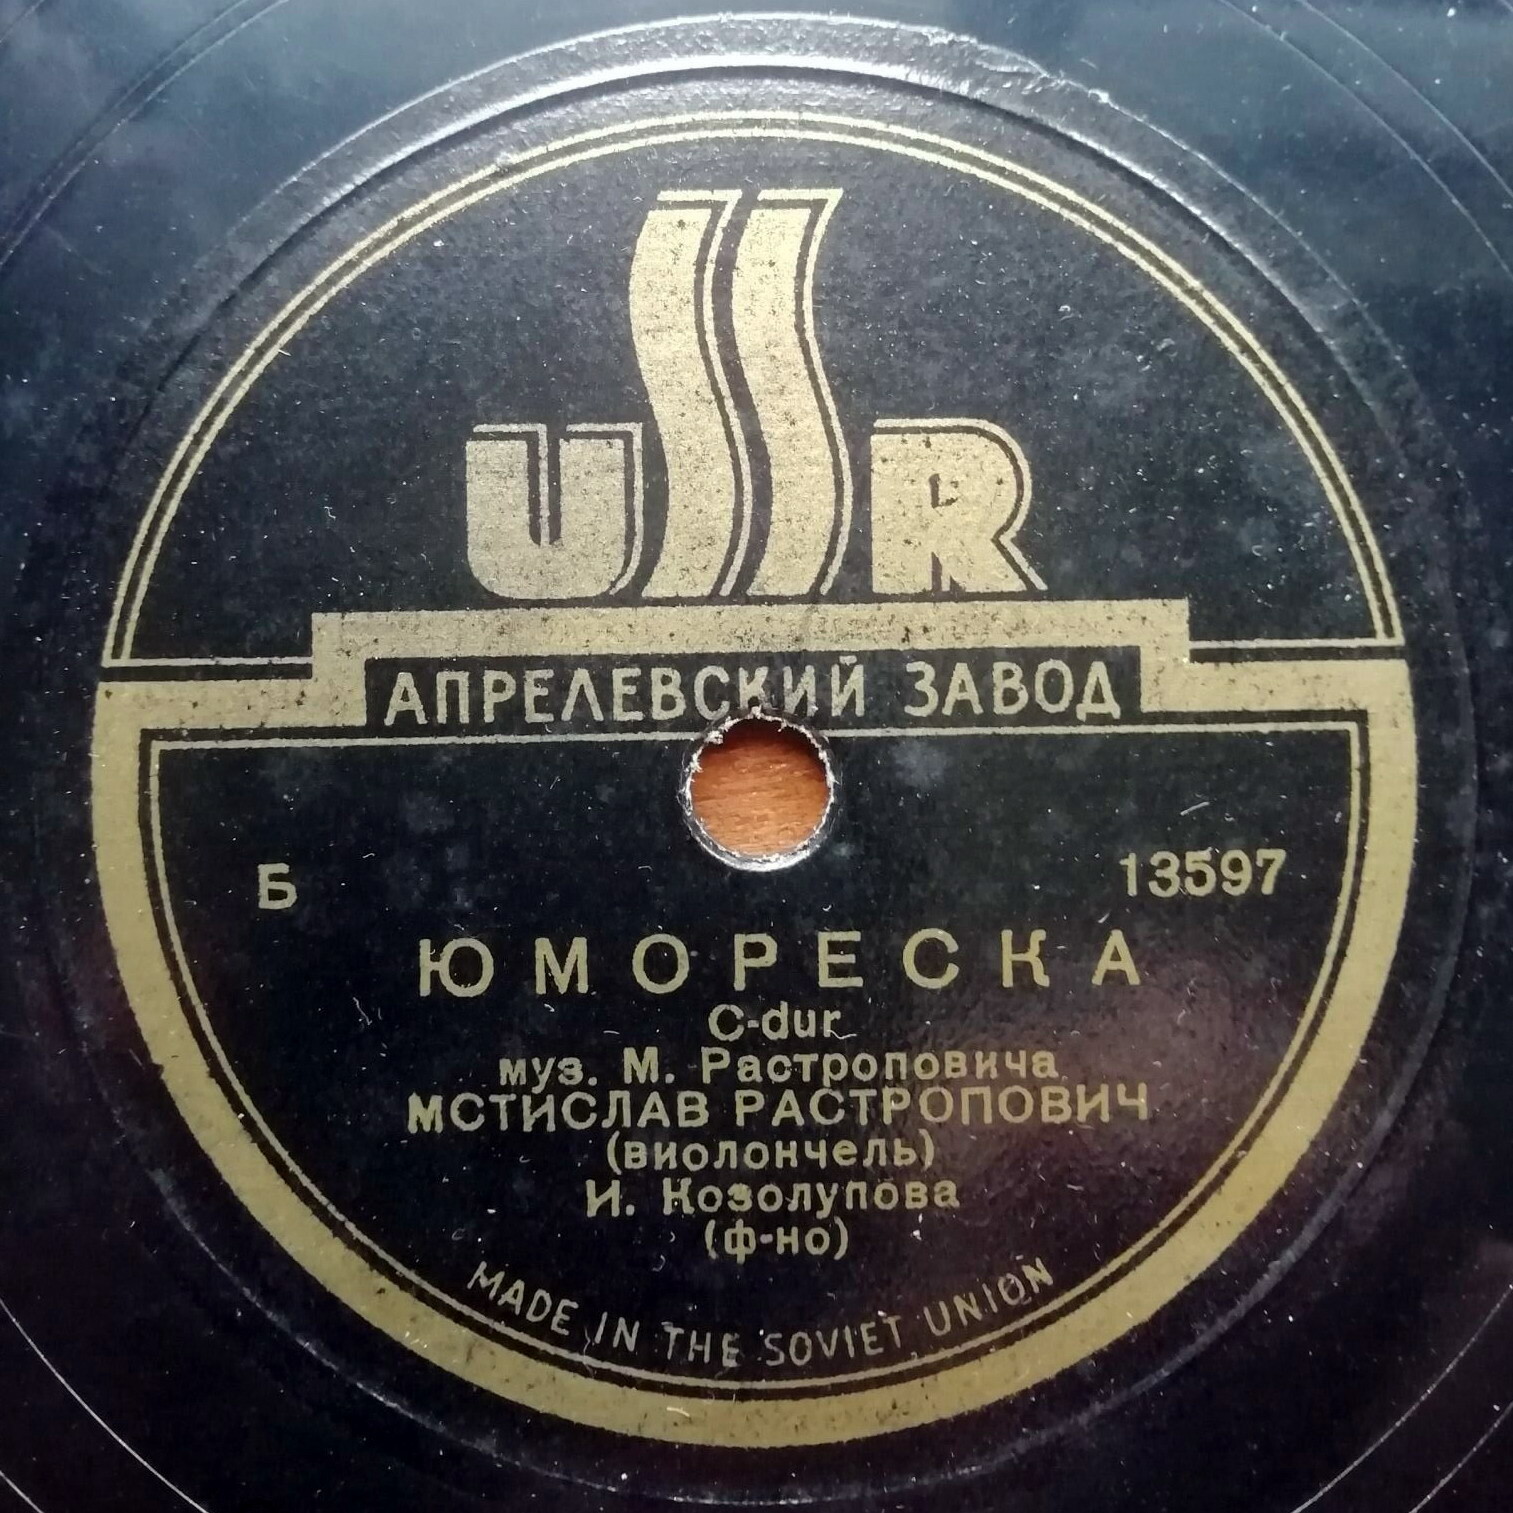 USSR
АПРЕЛЕВСКИЙ ЗАВОД
Б 13597
ЮМОРЕСКА
C-dur
муз. М. Растроповича
МСТИСЛАВ РАСТРОПОВИЧ
(виолончель)
И. Козолупова
(ф-но)
MADE IN THE SOVIET UNION